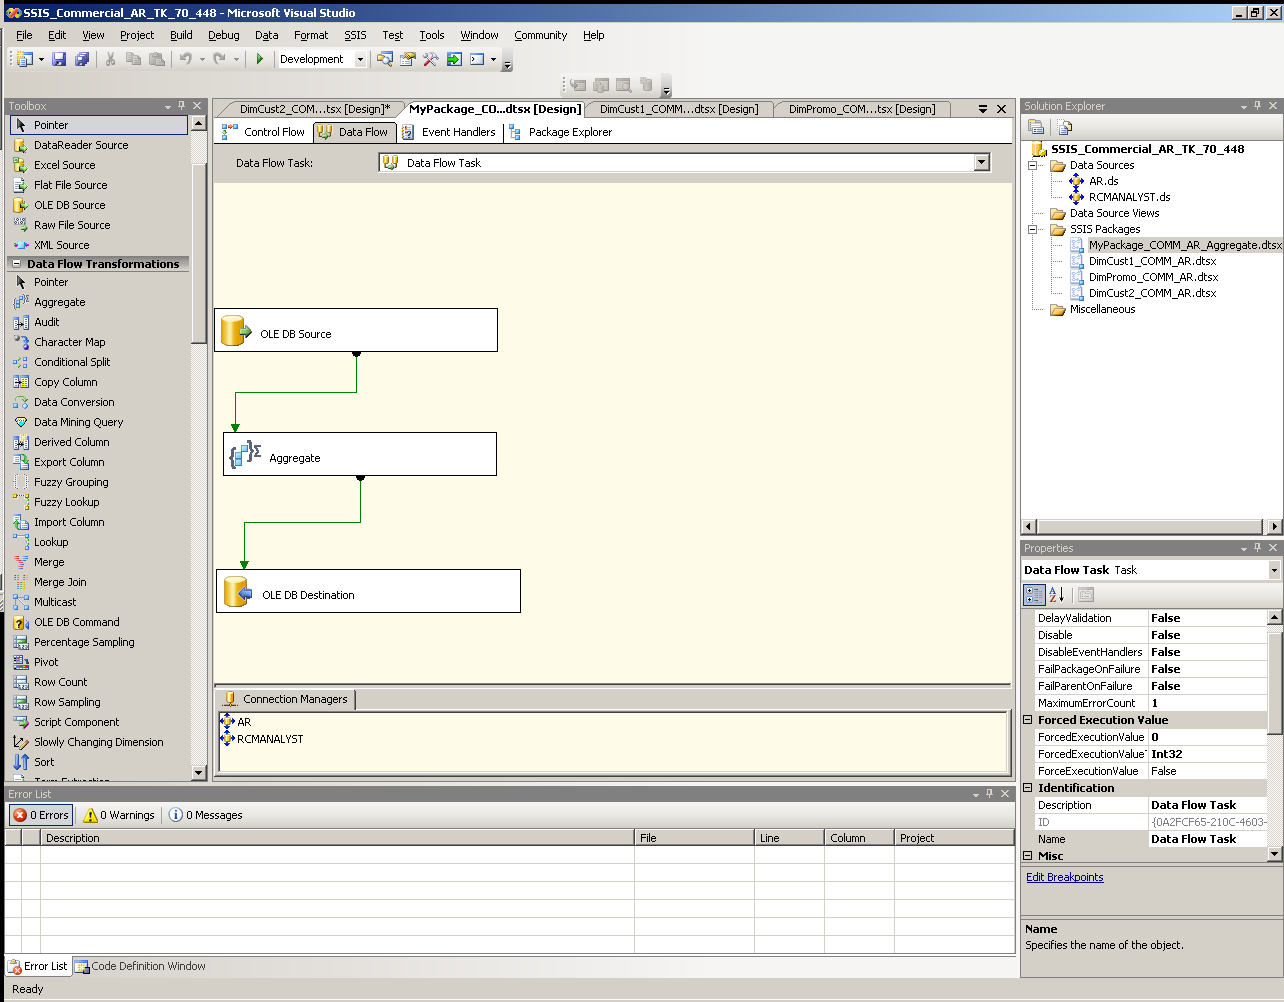 SSIS_Commercial_AR_TK_70_448 - Microsoft Visual Studio
File Edit View Project Build Debug Data Format SSIS Test Tools Window Community Help
Development
Toolbox
Pointer
DataReader Source
Excel Source
Flat File Source
OLE DB Source
Raw File Source
XML Source
Data Flow Transformations
Pointer
Aggregate
Audit
Character Map
Conditional Split
Copy Column
Data Conversion
Data Mining Query
Derived Column
Export Column
Fuzzy Grouping
Fuzzy Lookup
Import Column
Lookup
Merge
Merge Join
Multicast
OLE DB Command
Percentage Sampling
Pivot
Row Count
Row Sampling
Script Component
Slowly Changing Dimension
Sort
Term Extraction
DimCust2_COM...tsx [Design]* MyPackage_CO...dtsx [Design] DimCust1_COMM...dtsx [Design] DimPromo_COM...tsx [Design]
Control Flow Data Flow Event Handlers Package Explorer
Data Flow Task: Data Flow Task
OLE DB Source
Aggregate
OLE DB Destination
Connection Managers
AR
RCMANALYST
Solution Explorer
SSIS_Commercial_AR_TK_70_448
Data Sources
AR.ds
RCMANALYST.ds
Data Source Views
SSIS Packages
MyPackage_COMM_AR_Aggregate.dtsx
DimCust1_COMM_AR.dtsx
DimPromo_COMM_AR.dtsx
DimCust2_COMM_AR.dtsx
Miscellaneous
Properties
Data Flow Task Task
DelayValidation False
Disable False
DisableEventHandlers False
FailPackageOnFailure False
FailParentOnFailure False
MaximumErrorCount 1
Forced Execution Value
ForcedExecutionValue 0
ForcedExecutionValue Int32
ForceExecutionValue False
Identification
Description Data Flow Task
ID {0A2FCF65-210C-4603-
Name Data Flow Task
Misc
Edit Breakpoints
Name
Specifies the name of the object.
Error List
0 Errors 0 Warnings 0 Messages
Description File Line Column Project
Error List Code Definition Window
Ready